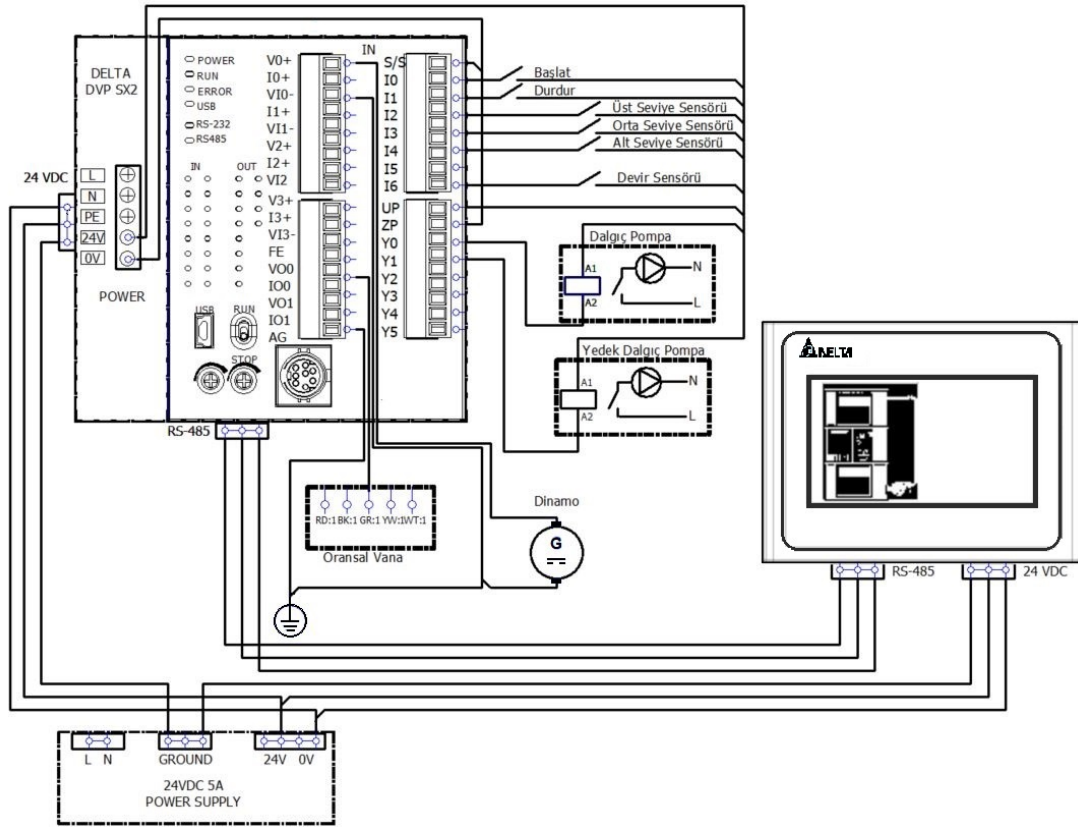 DELTA
DVP SX2
24 VDC
L
N
PE
24V
0V
POWER
POWER
RUN
ERROR
USB
RS-232
RS485
IN
OUT
USB
RUN
STOP
IN
V0+
I0+
VI0-
I1+
VI1-
V2+
I2+
VI2
V3+
I3+
VI3-
FE
VO0
IO0
VO1
IO1
AG
S/S
I0
I1
I2
I3
I4
I5
I6
UP
ZP
Y0
Y1
Y2
Y3
Y4
Y5
Başlat
Durdur
Üst Seviye Sensörü
Orta Seviye Sensörü
Alt Seviye Sensörü
Devir Sensörü
Dalgıç Pompa
A1
A2
N
L
Yedek Dalgıç Pompa
A1
A2
N
L
RS-485
RD:1 BK:1 GR:1 YW:1 WT:1
Oransal Vana
Dinamo
G
DELTA
RS-485
24 VDC
L N
GROUND
24V 0V
24VDC 5A
POWER SUPPLY